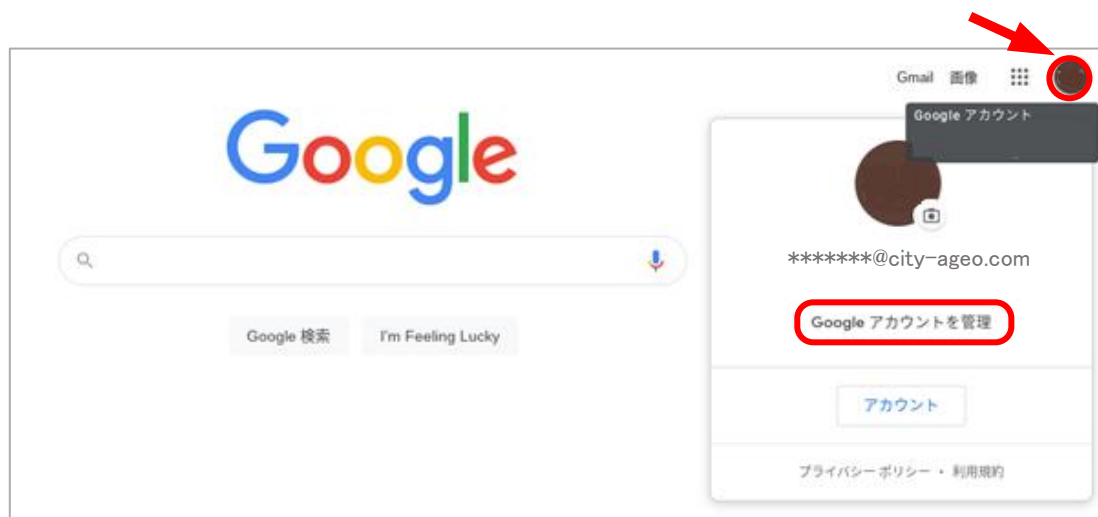 Gmail 画像
Google アカウント
Google
*******@city-ageo.com
Google アカウントを管理
Google 検索 I'm Feeling Lucky
アカウント
プライバシー ポリシー ・ 利用規約